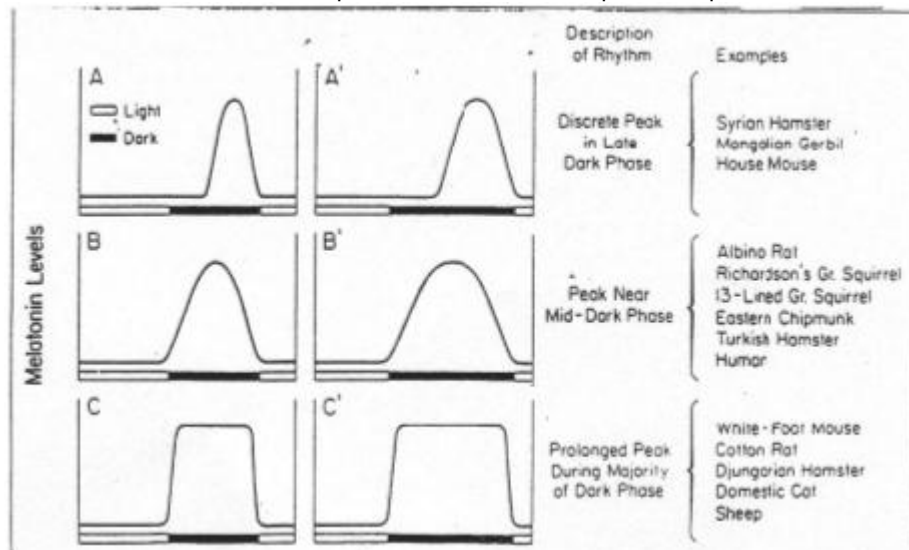 Description
of Rhythm
Examples
A
A'
Light
Dark
Discrete Peak
in Late
Dark Phase
Syrian Hamster
Mongolian Gerbil
House Mouse
Melatonin Levels
B
B'
Peak Near
Mid-Dark Phase
Albino Rat
Richardson's Gr. Squirrel
13-Lined Gr. Squirrel
Eastern Chipmunk
Turkish Hamster
Human
C
C'
Prolonged Peak
During Majority
of Dark Phase
White-Foot Mouse
Cotton Rat
Djungarian Hamster
Domestic Cat
Sheep